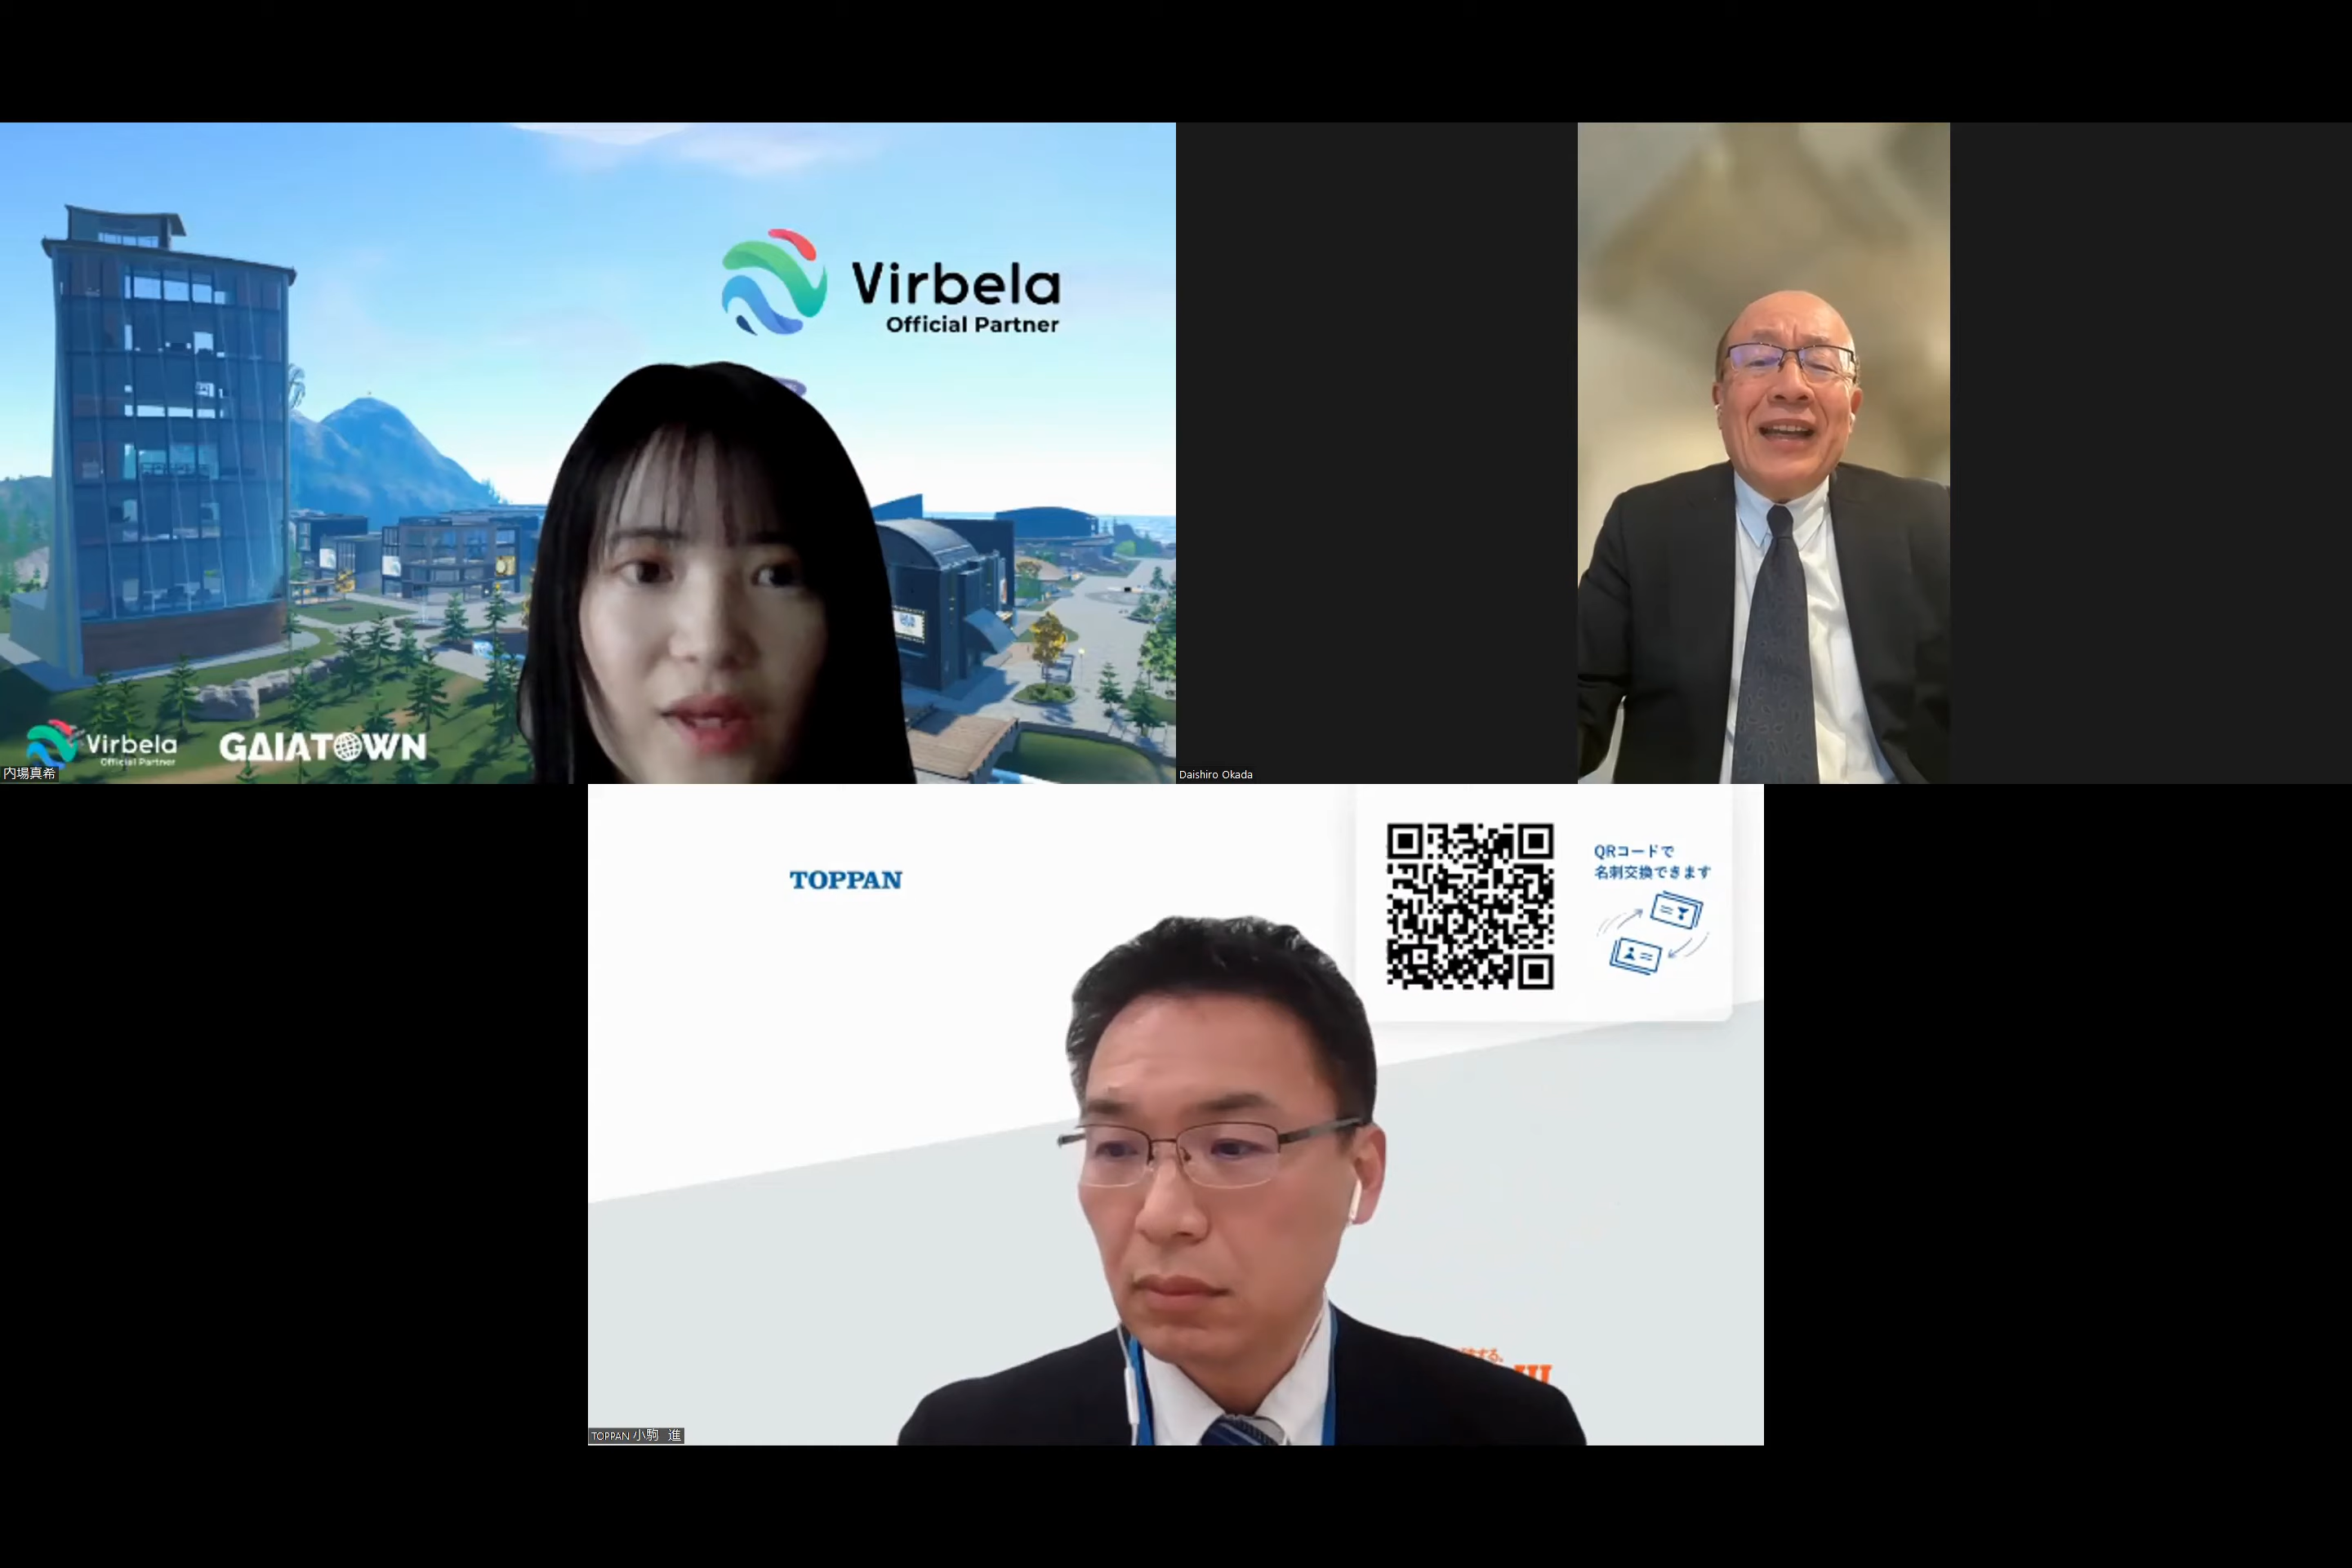 Virbela
Official Partner
Virbela
Official Partner
GAIATOWN
内場真希
Daishiro Okada
TOPPAN
QRコードで
名刺交換できます
TOPPAN 小駒 進